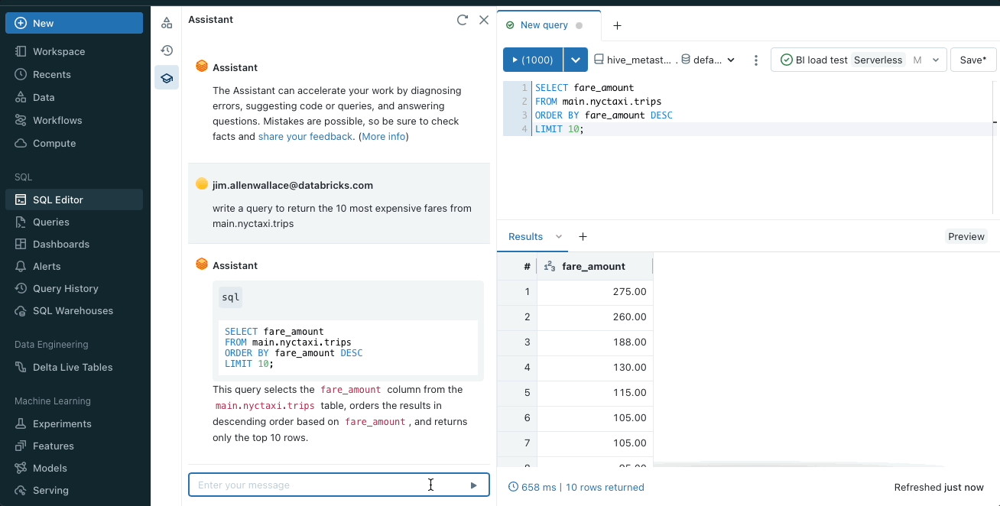 New
Workspace
Recents
Data
Workflows
Compute
SQL
SQL Editor
Queries
Dashboards
Alerts
Query History
SQL Warehouses
Data Engineering
Delta Live Tables
Machine Learning
Experiments
Features
Models
Serving
Assistant
Assistant
The Assistant can accelerate your work by diagnosing
errors, suggesting code or queries, and answering
questions. Mistakes are possible, so be sure to check
facts and share your feedback. (More info)
jim.allenwallace@databricks.com
write a query to return the 10 most expensive fares from
main.nyctaxi.trips
Assistant
sql
SELECT fare_amount
FROM main.nyctaxi.trips
ORDER BY fare_amount DESC
LIMIT 10;
This query selects the fare_amount column from the
main.nyctaxi.trips table, orders the results in
descending order based on fare_amount , and returns
only the top 10 rows.
Enter your message
New query
(1000) hive_metast... . defa... BI load test Serverless M Save*
1 SELECT fare_amount
2 FROM main.nyctaxi.trips
3 ORDER BY fare_amount DESC
4 LIMIT 10;
Results Preview
# 123 fare_amount
1 275.00
2 260.00
3 188.00
4 130.00
5 115.00
6 105.00
7 105.00
8 95.00
658 ms | 10 rows returned Refreshed just now